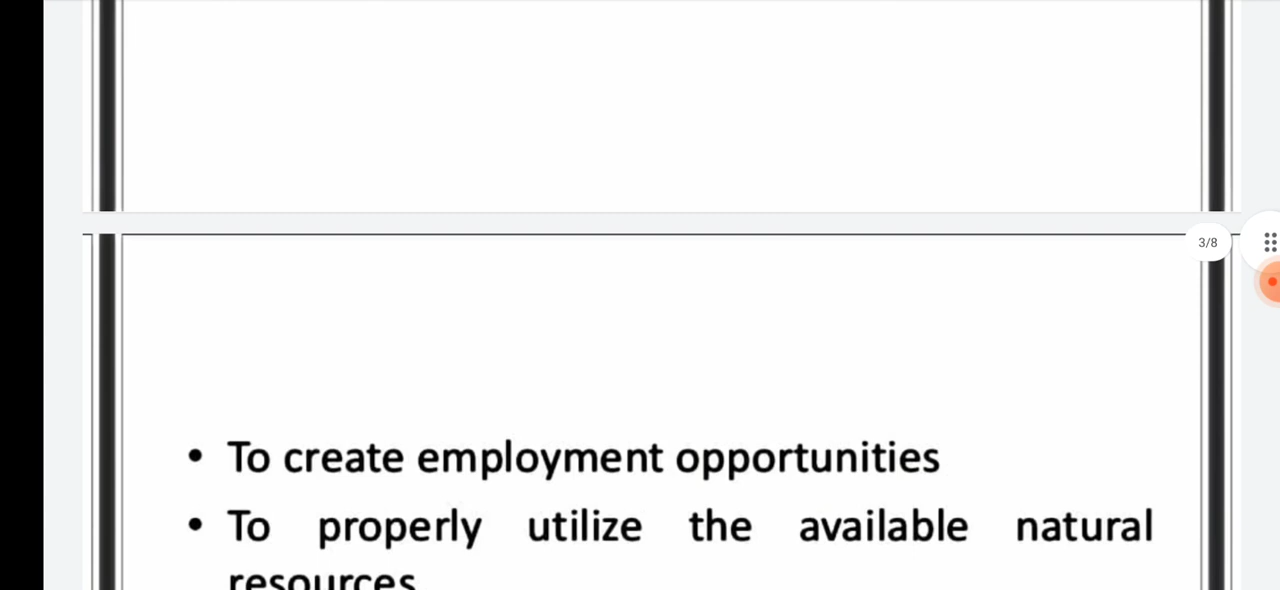 3/8
• To create employment opportunities
• To properly utilize the available natural
resources